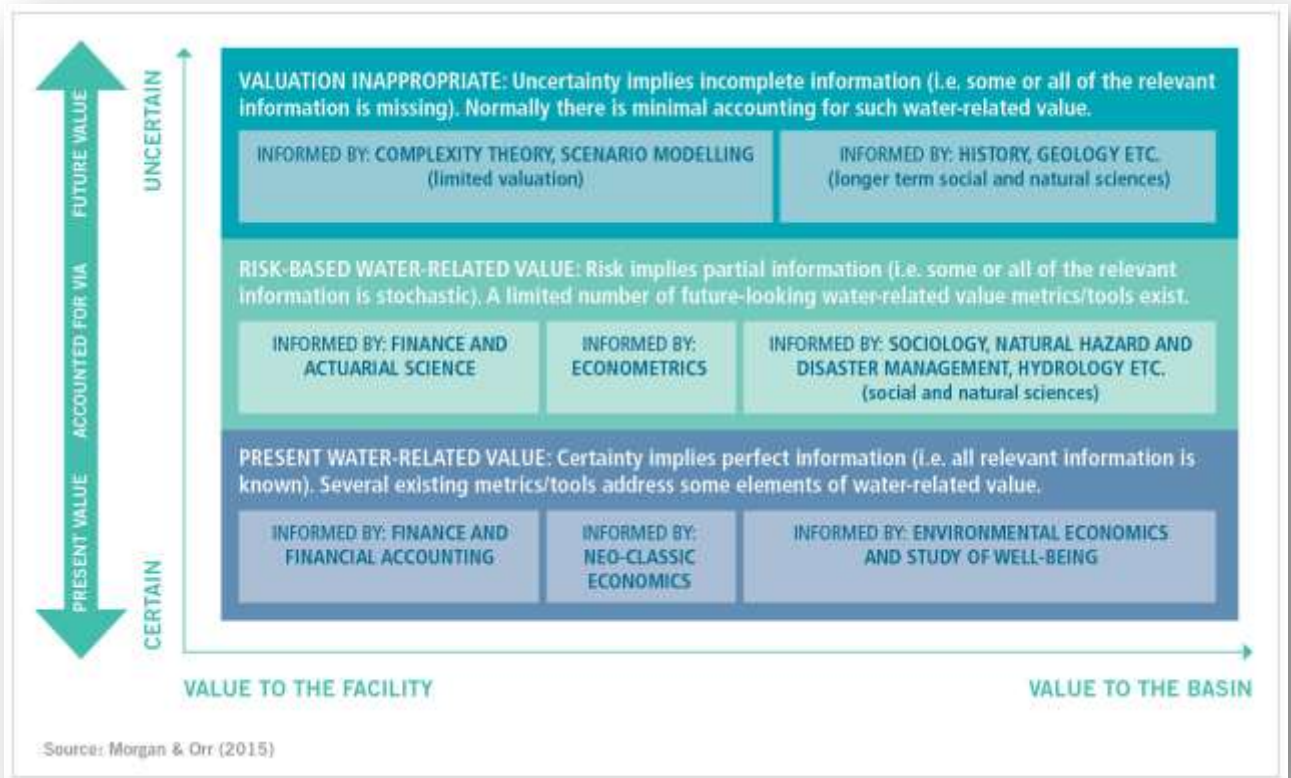 FUTURE VALUE
ACCOUNTED FOR VIA
PRESENT VALUE
UNCERTAIN
CERTAIN
VALUATION INAPPROPRIATE: Uncertainty implies incomplete information (i.e. some or all of the relevant
information is missing). Normally there is minimal accounting for such water-related value.
INFORMED BY: COMPLEXITY THEORY, SCENARIO MODELLING
(limited valuation)
INFORMED BY: HISTORY, GEOLOGY ETC.
(longer term social and natural sciences)
RISK-BASED WATER-RELATED VALUE: Risk implies partial information (i.e. some or all of the relevant
information is stochastic). A limited number of future-looking water-related value metrics/tools exist.
INFORMED BY: FINANCE AND
ACTUARIAL SCIENCE
INFORMED BY:
ECONOMETRICS
INFORMED BY: SOCIOLOGY, NATURAL HAZARD AND
DISASTER MANAGEMENT, HYDROLOGY ETC.
(social and natural sciences)
PRESENT WATER-RELATED VALUE: Certainty implies perfect information (i.e. all relevant information is
known). Several existing metrics/tools address some elements of water-related value.
INFORMED BY: FINANCE AND
FINANCIAL ACCOUNTING
INFORMED BY:
NEO-CLASSIC
ECONOMICS
INFORMED BY: ENVIRONMENTAL ECONOMICS
AND STUDY OF WELL-BEING
VALUE TO THE FACILITY
VALUE TO THE BASIN
Source: Morgan & Orr (2015)